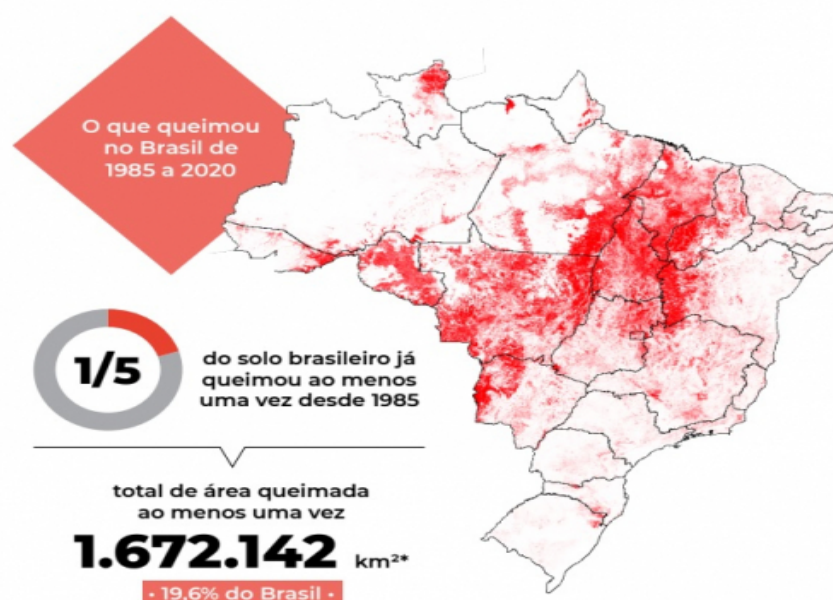 O que queimou
no Brasil de
1985 a 2020
1/5
do solo brasileiro já
queimou ao menos
uma vez desde 1985
total de área queimada
ao menos uma vez
1.672.142 km²*
• 19,6% do Brasil •